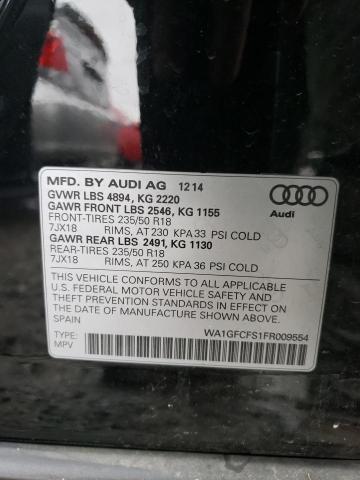 MFD. BY AUDI AG 12 14
GVWR LBS 4894, KG 2220
GAWR FRONT LBS 2546, KG 1155
FRONT-TIRES 235/50 R18
7JX18 RIMS, AT 230 KPA 33 PSI COLD
GAWR REAR LBS 2491, KG 1130
REAR-TIRES 235/50 R18
7JX18 RIMS, AT 250 KPA 36 PSI COLD
Audi
THIS VEHICLE CONFORMS TO ALL APPLICABLE
U.S. FEDERAL MOTOR VEHICLE SAFETY AND
THEFT PREVENTION STANDARDS IN EFFECT ON
THE DATE OF MANUFACTURE SHOWN ABOVE.
SPAIN
TYPE: WA1GFCFS1FR009554
MPV